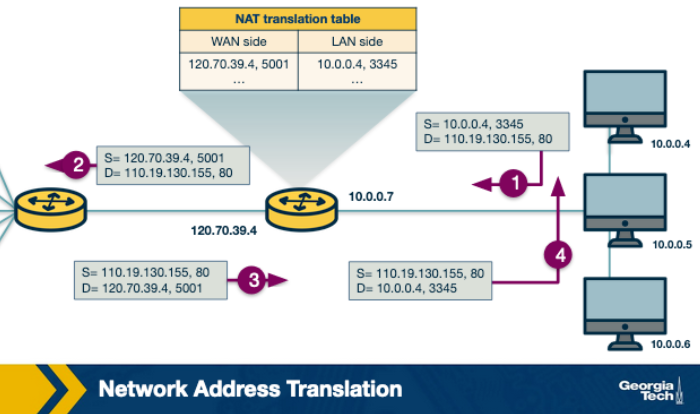 NAT translation table
WAN side LAN side
120.70.39.4, 5001 10.0.0.4, 3345
... ...
S= 10.0.0.4, 3345
D= 110.19.130.155, 80
10.0.0.4
2
S= 120.70.39.4, 5001
D= 110.19.130.155, 80
1
10.0.0.7
120.70.39.4
10.0.0.5
4
S= 110.19.130.155, 80
D= 120.70.39.4, 5001
3
S= 110.19.130.155, 80
D= 10.0.0.4, 3345
10.0.0.6
Network Address Translation
Georgia
Tech